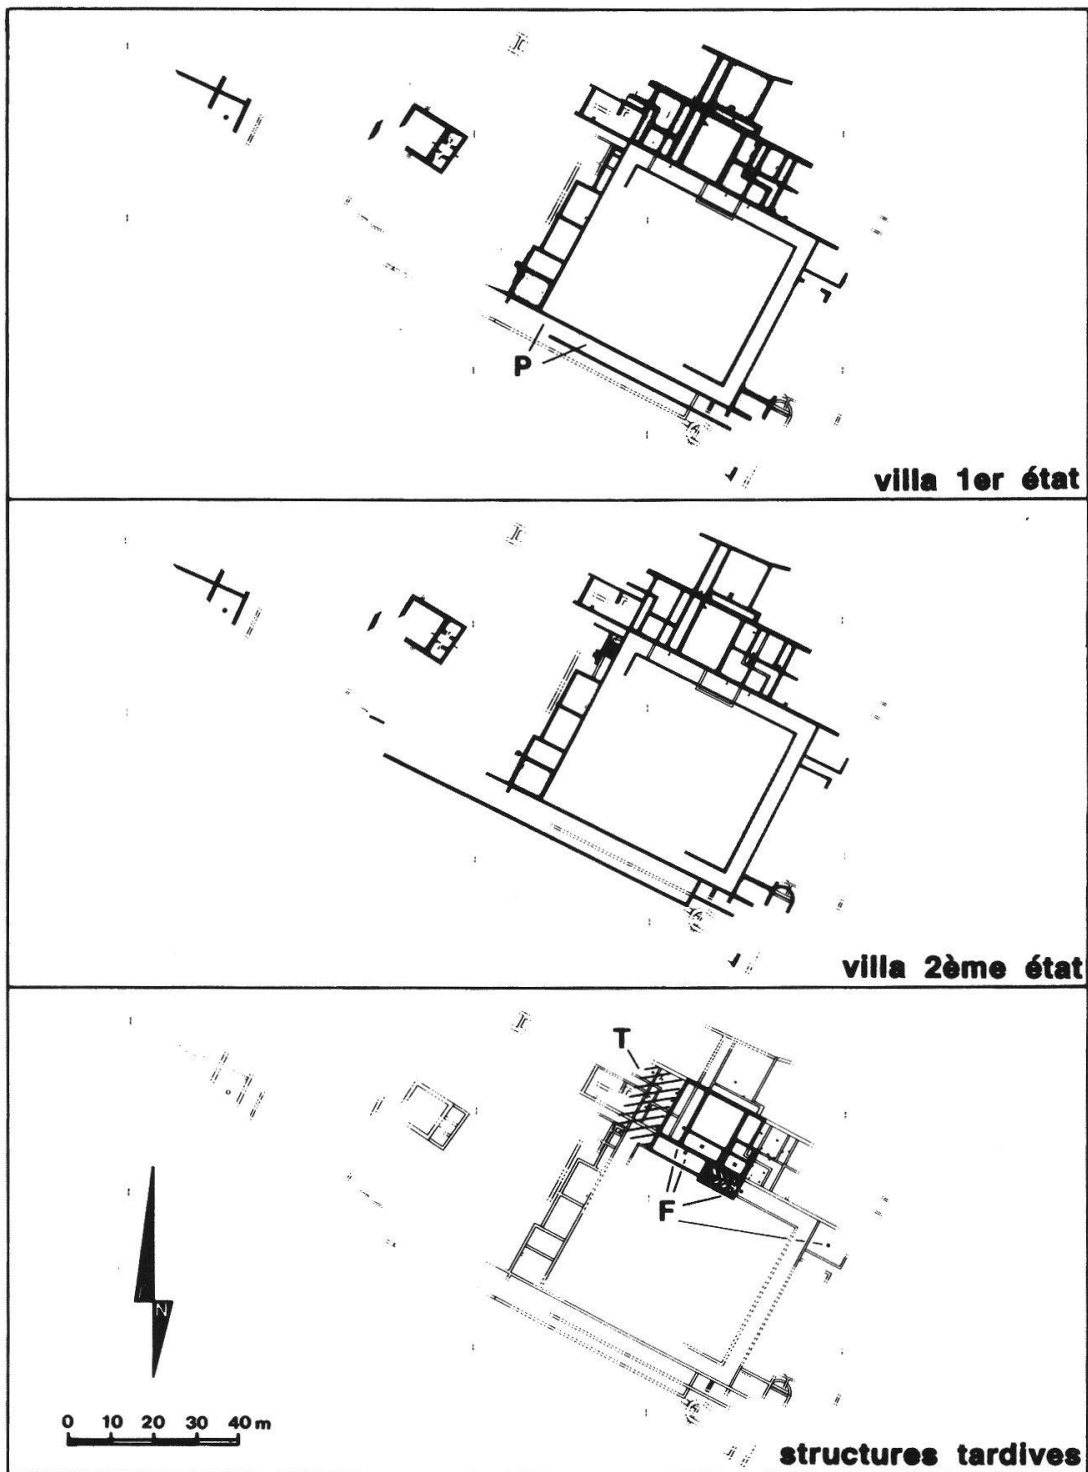 P
villa 1er état
villa 2ème état
T
F
N
0 10 20 30 40 m
structures tardives